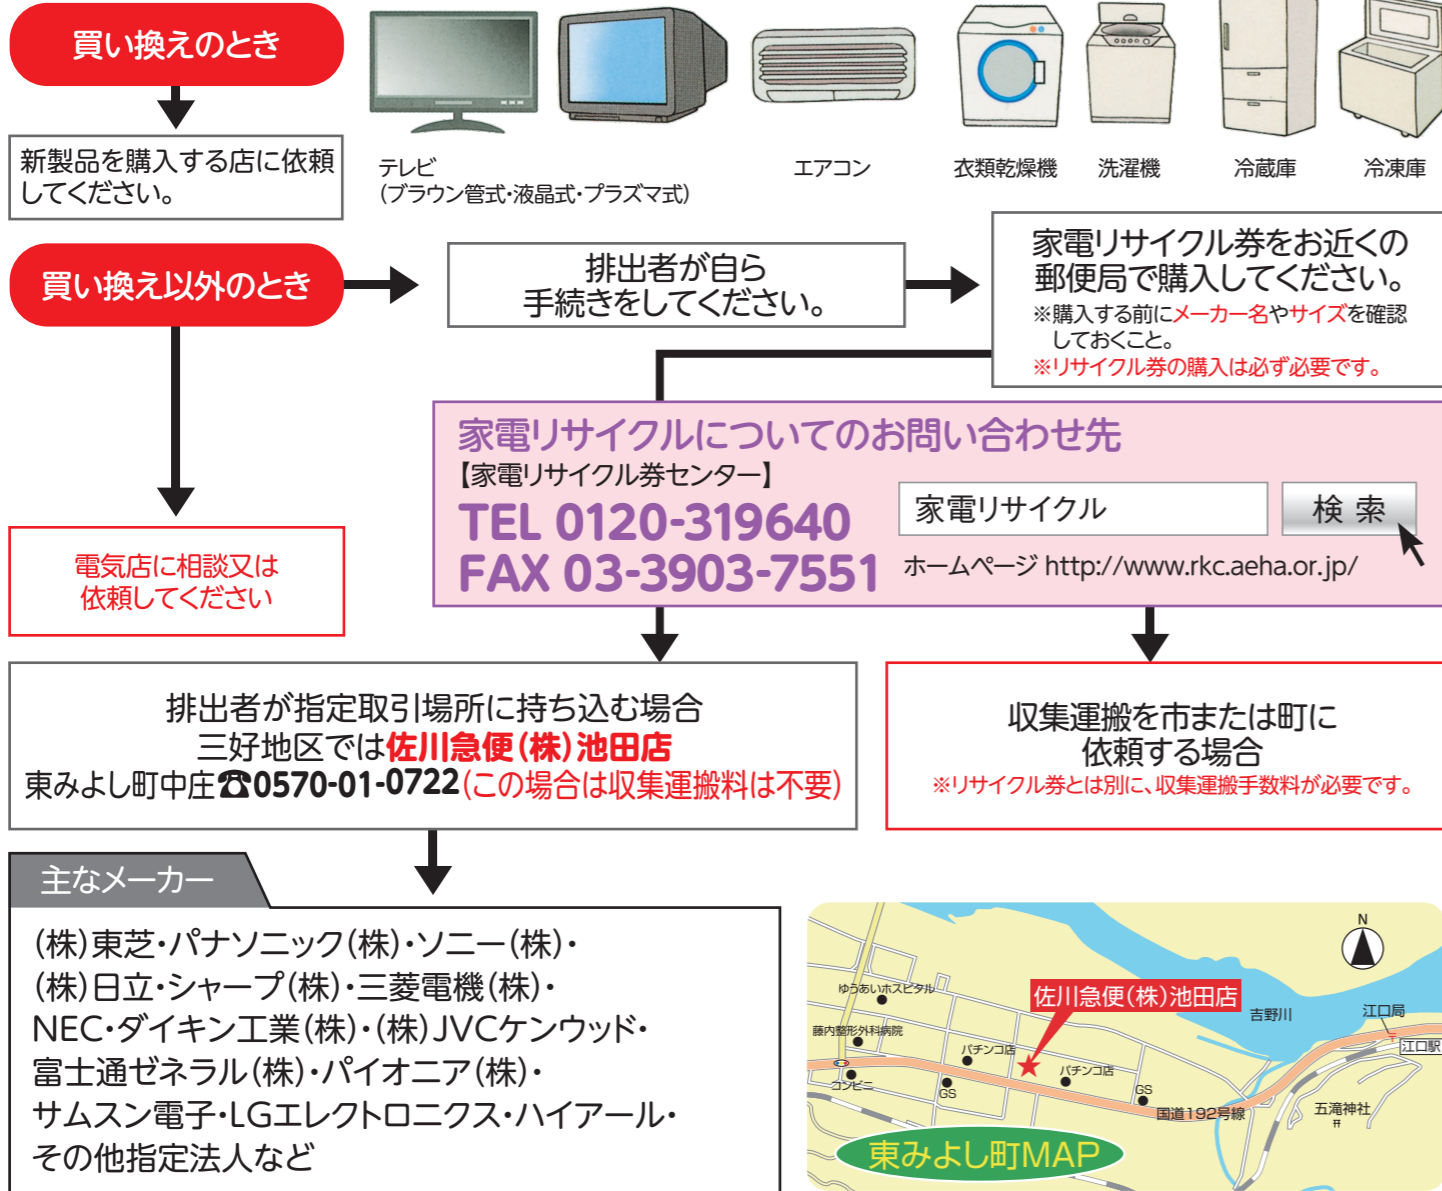 買い換えのとき
新製品を購入する店に依頼
してください。
テレビ
(ブラウン管式・液晶式・プラズマ式)
エアコン
衣類乾燥機
洗濯機
冷蔵庫
冷凍庫
買い換え以外のとき
排出者が自ら
手続きをしてください。
家電リサイクル券をお近くの
郵便局で購入してください。
※購入する前にメーカー名やサイズを確認
しておくこと。
※リサイクル券の購入は必ず必要です。
家電リサイクルについてのお問い合わせ先
【家電リサイクル券センター】
TEL 0120-319640
FAX 03-3903-7551
家電リサイクル
検 索
ホームページ http://www.rkc.aeha.or.jp/
電気店に相談又は
依頼してください
排出者が指定取引場所に持ち込む場合
三好地区では佐川急便(株)池田店
東みよし町中庄☎0570-01-0722(この場合は収集運搬料は不要)
収集運搬を市または町に
依頼する場合
※リサイクル券とは別に、収集運搬手数料が必要です。
主なメーカー
(株)東芝・パナソニック(株)・ソニー(株)・
(株)日立・シャープ(株)・三菱電機(株)・
NEC・ダイキン工業(株)・(株)JVCケンウッド・
富士通ゼネラル(株)・パイオニア(株)・
サムスン電子・LGエレクトロニクス・ハイアール・
その他指定法人など
N
ゆうあいホスピタル
佐川急便(株)池田店
吉野川
江口局
江口駅
藤内整形外科病院
パチンコ店
パチンコ店
コンビニ
GS
GS
国道192号線
五滝神社
東みよし町MAP